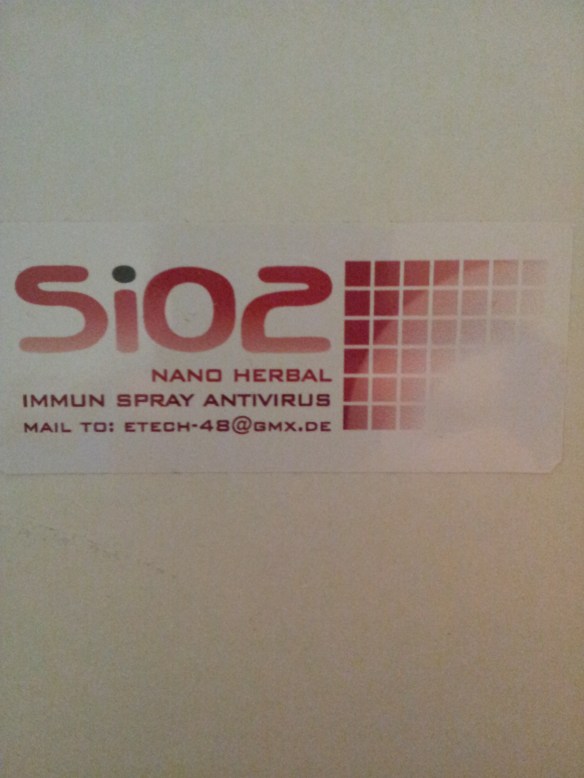 SiO2
NANO HERBAL
IMMUN SPRAY ANTIVIRUS
MAIL TO: ETECH-48@GMX.DE